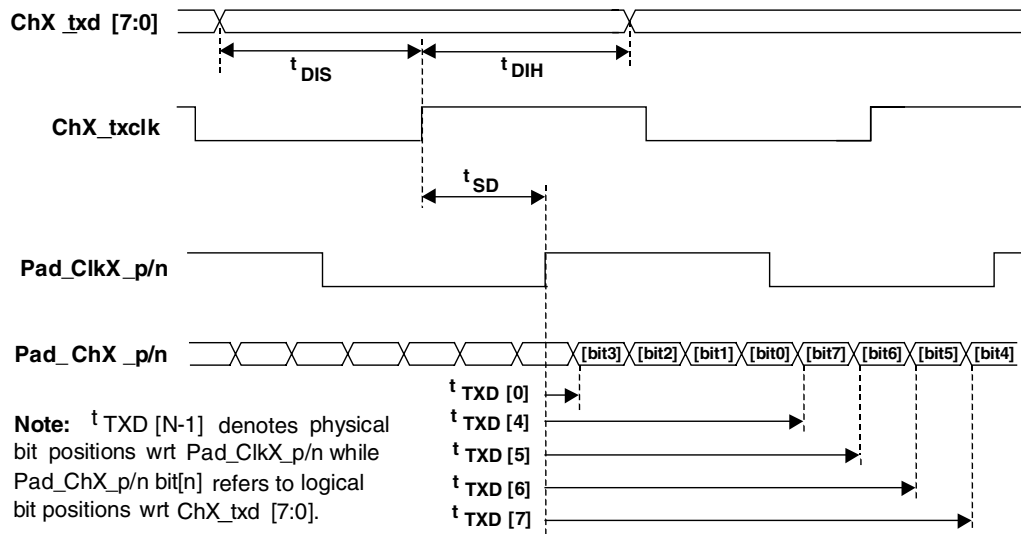 ChX_txd [7:0]
t DIS
t DIH
ChX_txclk
t SD
Pad_ClkX_p/n
Pad_ChX_p/n
[bit3] [bit2] [bit1] [bit0] [bit7] [bit6] [bit5] [bit4]
t TXD [0]
t TXD [4]
t TXD [5]
t TXD [6]
t TXD [7]
Note: t TXD [N-1] denotes physical
bit positions wrt Pad_ClkX_p/n while
Pad_ChX_p/n bit[n] refers to logical
bit positions wrt ChX_txd [7:0].